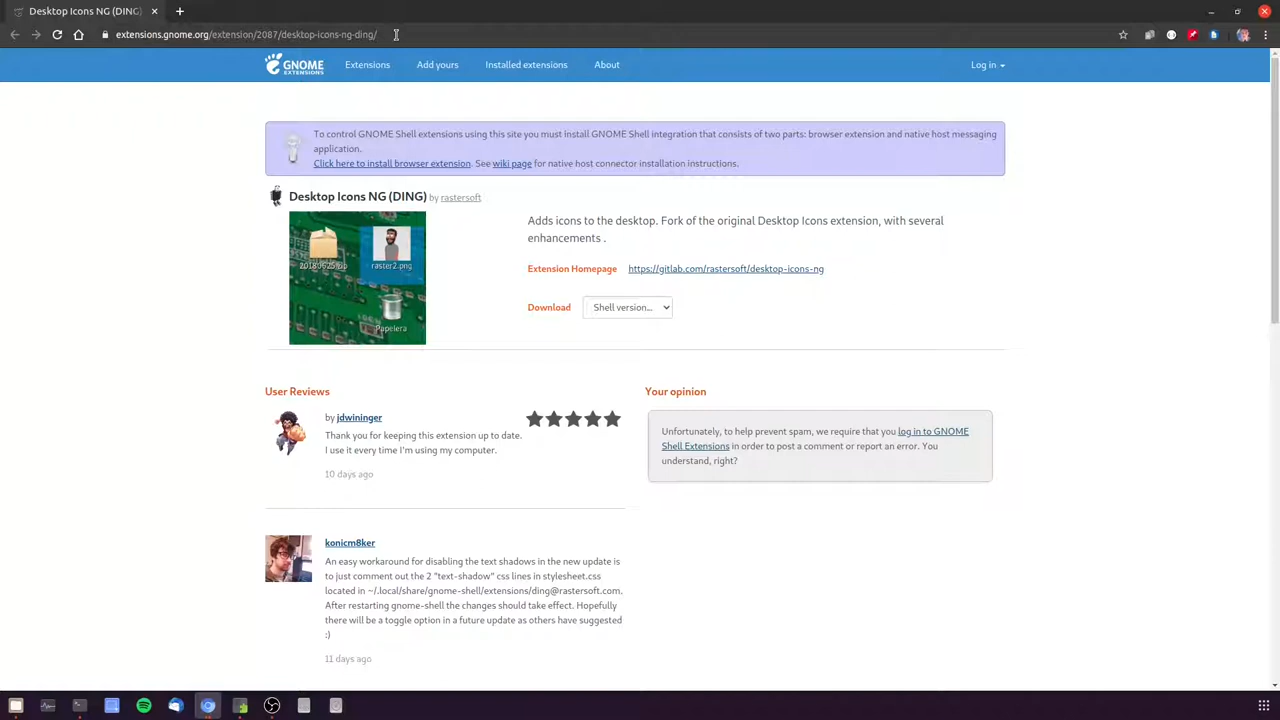 Desktop Icons NG (DING)
extensions.gnome.org/extension/2087/desktop-icons-ng-ding/
GNOME
EXTENSIONS
Extensions
Add yours
Installed extensions
About
Log in
To control GNOME Shell extensions using this site you must install GNOME Shell integration that consists of two parts: browser extension and native host messaging
application.
Click here to install browser extension. See wiki page for native host connector installation instructions.
Desktop Icons NG (DING) by rastersoft
raster2.png
Papelera
Adds icons to the desktop. Fork of the original Desktop Icons extension, with several
enhancements .
Extension Homepage https://gitlab.com/rastersoft/desktop-icons-ng
Download Shell version...
User Reviews
by jdwininger
Thank you for keeping this extension up to date.
I use it every time I'm using my computer.
10 days ago
konicm8ker
An easy workaround for disabling the text shadows in the new update is
to just comment out the 2 "text-shadow" css lines in stylesheet.css
located in ~/.local/share/gnome-shell/extensions/ding@rastersoft.com.
After restarting gnome-shell the changes should take effect. Hopefully
there will be a toggle option in a future update as others have suggested
:)
11 days ago
Your opinion
Unfortunately, to help prevent spam, we require that you log in to GNOME
Shell Extensions in order to post a comment or report an error. You
understand, right?